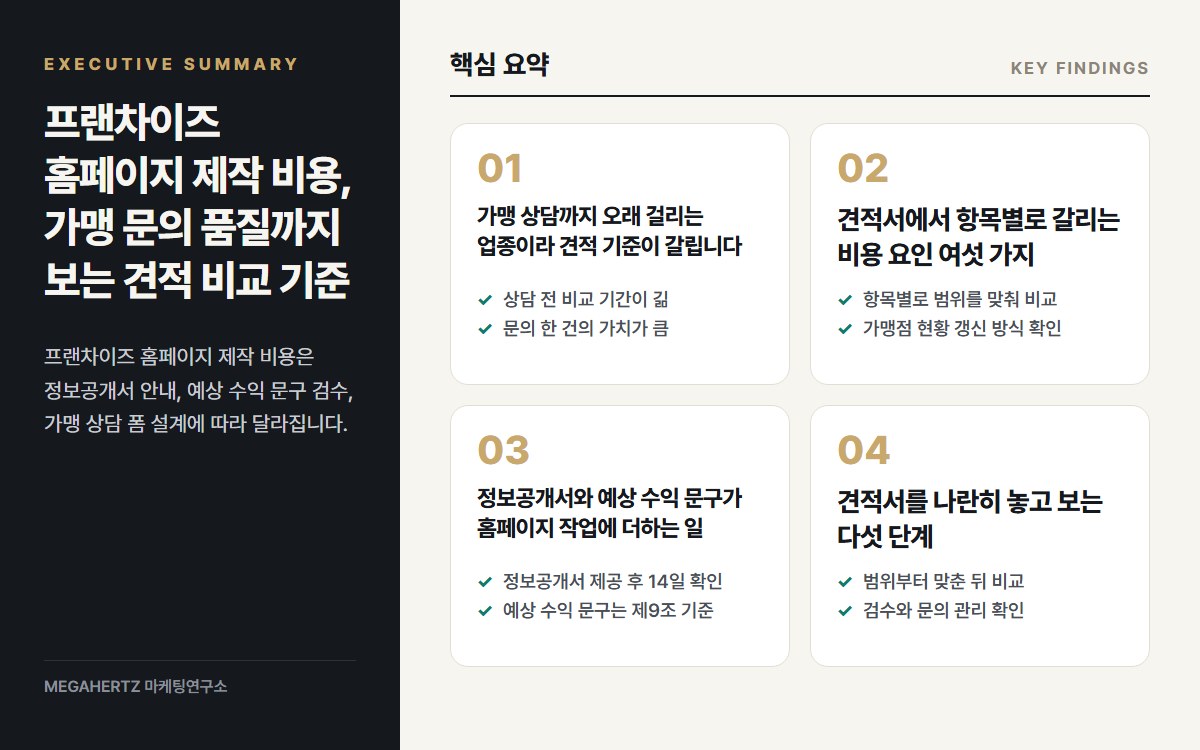 EXECUTIVE SUMMARY
프랜차이즈
홈페이지 제작 비용,
가맹 문의 품질까지
보는 견적 비교 기준
프랜차이즈 홈페이지 제작 비용은
정보공개서 안내, 예상 수익 문구 검수,
가맹 상담 폼 설계에 따라 달라집니다.
MEGAHERTZ 마케팅연구소
핵심 요약
KEY FINDINGS
01
가맹 상담까지 오래 걸리는
업종이라 견적 기준이 갈립니다
상담 전 비교 기간이 긺
문의 한 건의 가치가 큼
02
견적서에서 항목별로 갈리는
비용 요인 여섯 가지
항목별로 범위를 맞춰 비교
가맹점 현황 갱신 방식 확인
03
정보공개서와 예상 수익 문구가
홈페이지 작업에 더하는 일
정보공개서 제공 후 14일 확인
예상 수익 문구는 제9조 기준
04
견적서를 나란히 놓고 보는
다섯 단계
범위부터 맞춘 뒤 비교
검수와 문의 관리 확인